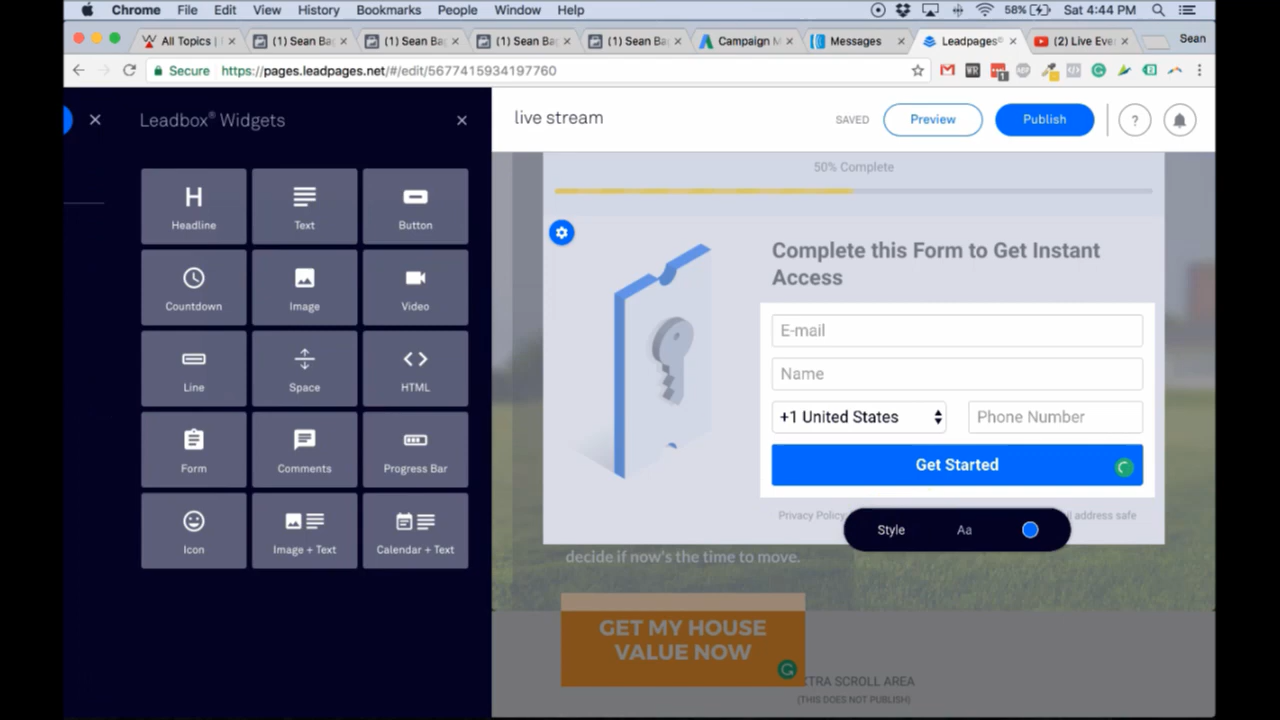 Chrome File Edit View History Bookmarks People Window Help 58% Sat 4:44 PM
All Topics | (1) Sean Ba (1) Sean Ba (1) Sean Ba (1) Sean Ba Campaign M Messages Leadpages® (2) Live Eve Sean
Secure https://pages.leadpages.net/#/edit/5677415934197760
Leadbox® Widgets
live stream
SAVED
Preview
Publish
?
Headline Text Button
Countdown Image Video
Line Space HTML
Form Comments Progress Bar
Icon Image + Text Calendar + Text
50% Complete
Complete this Form to Get Instant
Access
E-mail
Name
+1 United States Phone Number
Get Started
Privacy Policy address safe
Style Aa
decide if now's the time to move.
GET MY HOUSE
VALUE NOW
XTRA SCROLL AREA
(THIS DOES NOT PUBLISH)